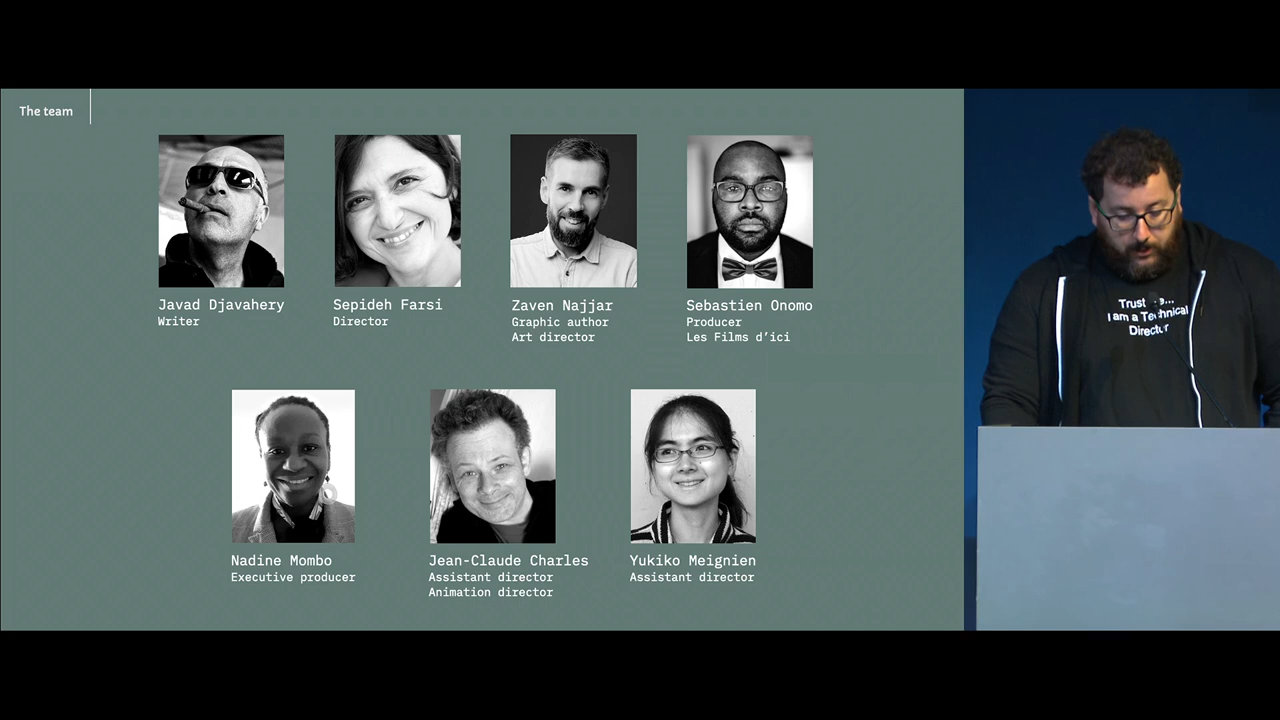 The team
Javad Djavahery
Writer
Sepideh Farsi
Director
Zaven Najjar
Graphic author
Art director
Sebastien Onomo
Producer
Les Films d’ici
Nadine Mombo
Executive producer
Jean-Claude Charles
Assistant director
Animation director
Yukiko Meignien
Assistant director
Trust
I am a Technical
Director